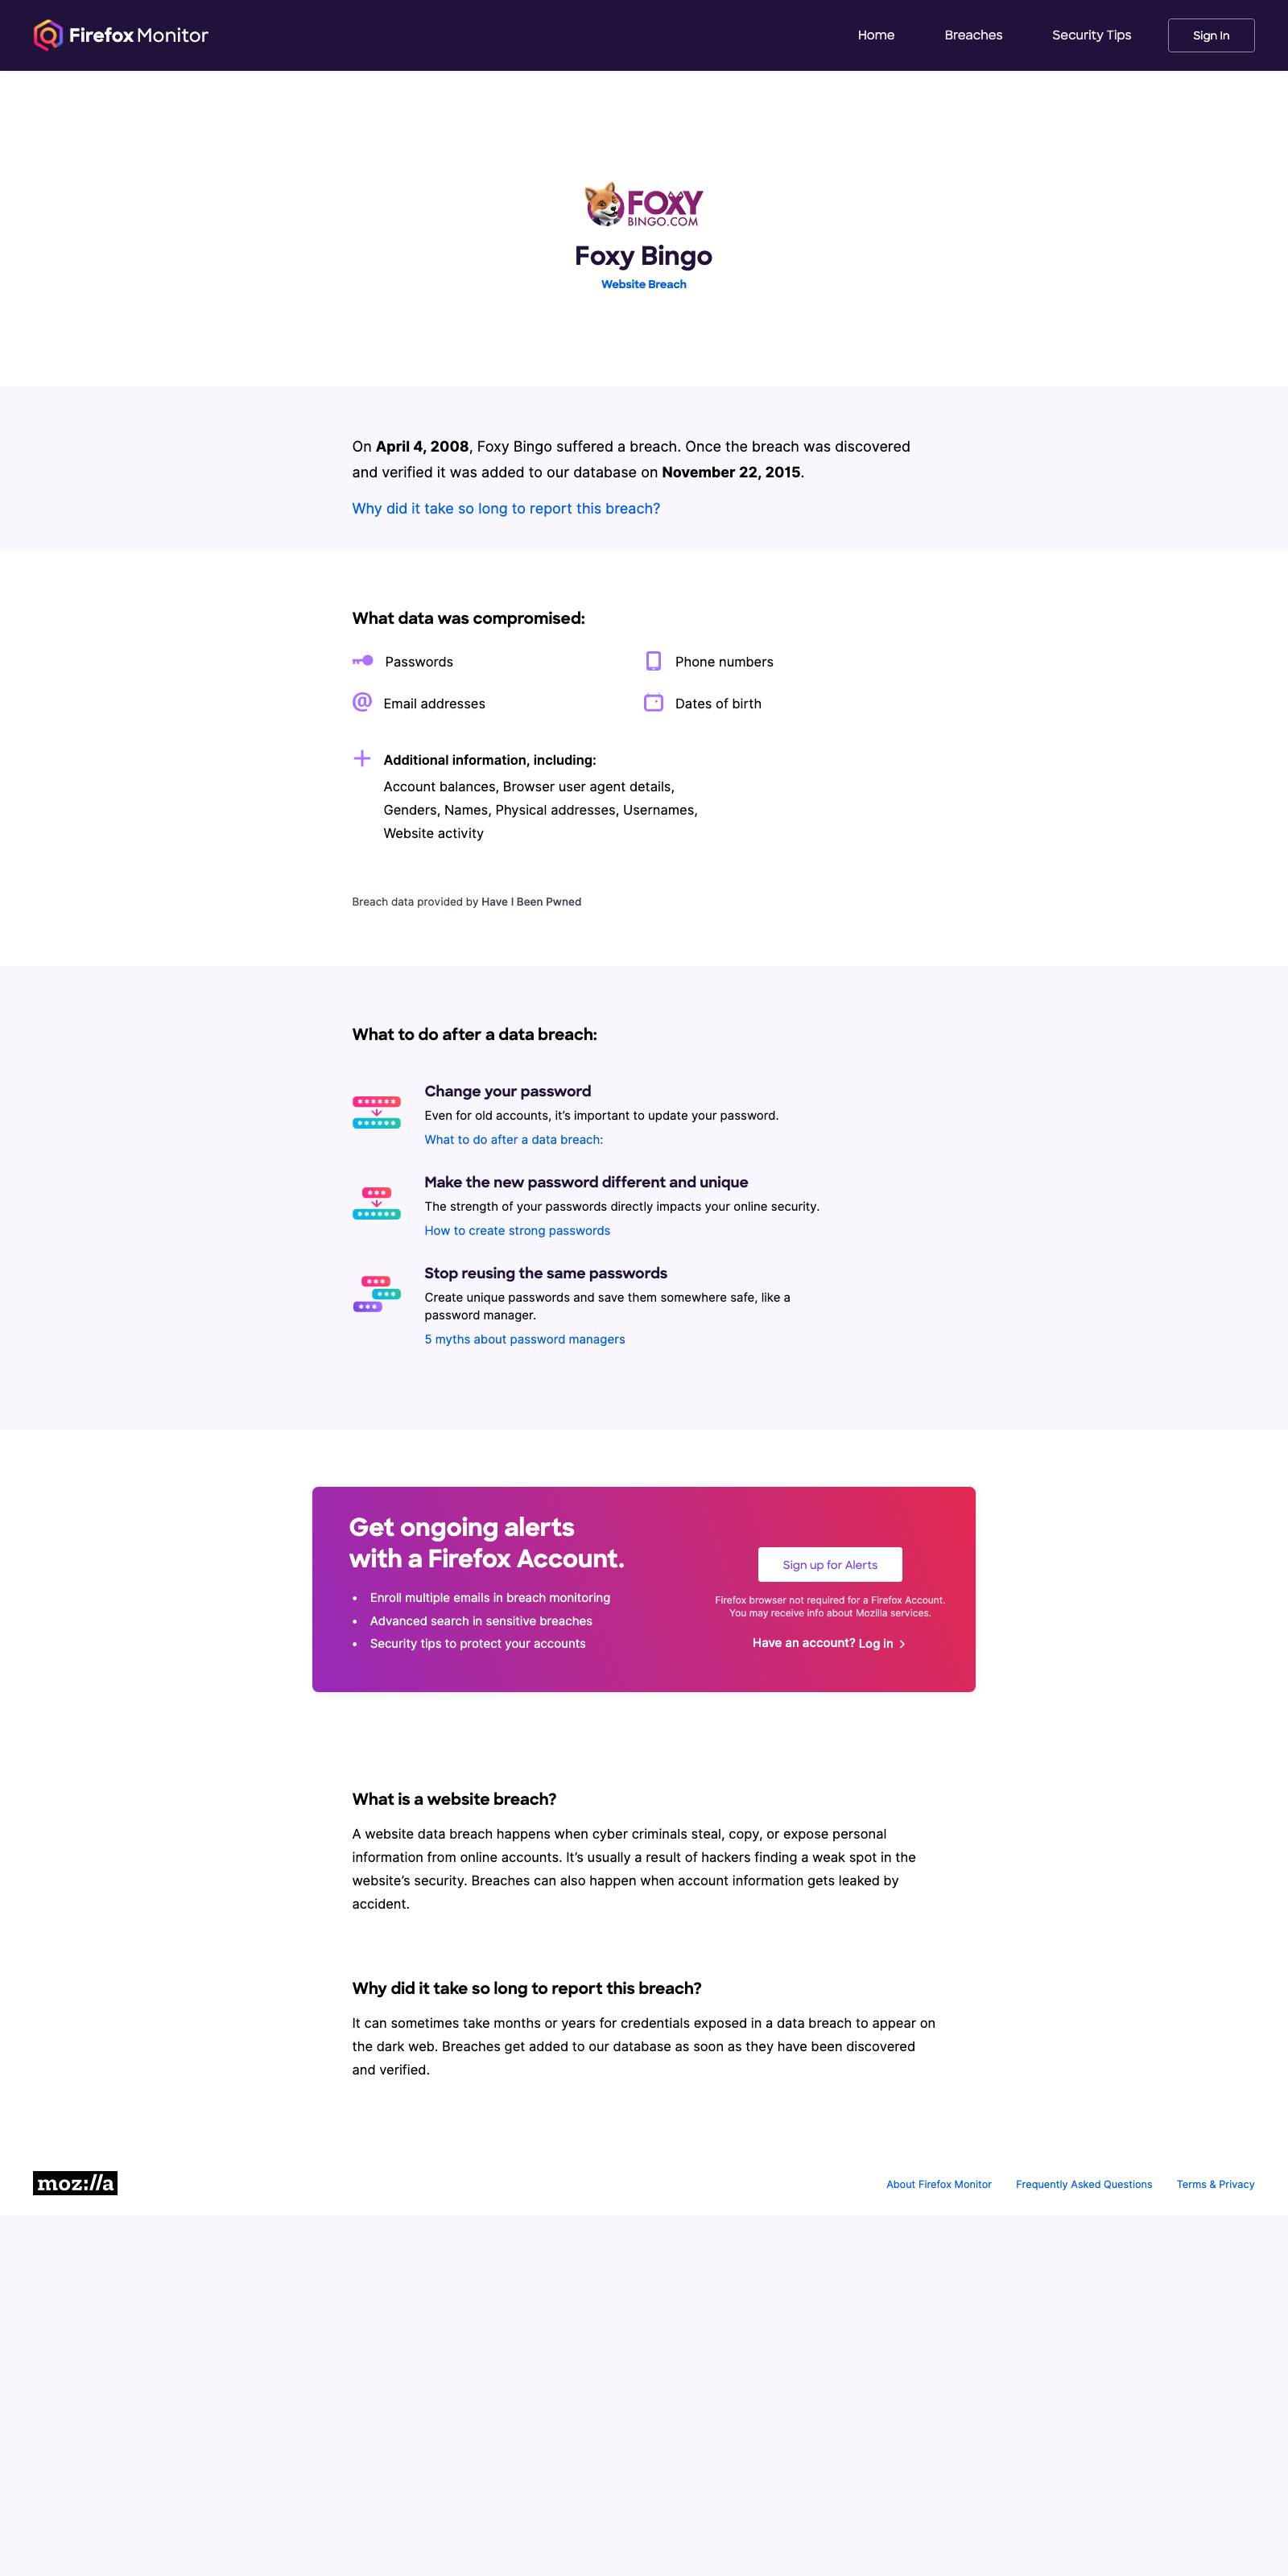 Firefox Monitor
Home
Breaches
Security Tips
Sign In
FOXY
BINGO.COM
Foxy Bingo
Website Breach
On April 4, 2008, Foxy Bingo suffered a breach. Once the breach was discovered
and verified it was added to our database on November 22, 2015.
Why did it take so long to report this breach?
What data was compromised:
Passwords
Phone numbers
Email addresses
Dates of birth
Additional information, including:
Account balances, Browser user agent details,
Genders, Names, Physical addresses, Usernames,
Website activity
Breach data provided by Have I Been Pwned
What to do after a data breach:
Change your password
Even for old accounts, it’s important to update your password.
What to do after a data breach:
Make the new password different and unique
The strength of your passwords directly impacts your online security.
How to create strong passwords
Stop reusing the same passwords
Create unique passwords and save them somewhere safe, like a
password manager.
5 myths about password managers
Get ongoing alerts
with a Firefox Account.
• Enroll multiple emails in breach monitoring
• Advanced search in sensitive breaches
• Security tips to protect your accounts
Sign up for Alerts
Firefox browser not required for a Firefox Account.
You may receive info about Mozilla services.
Have an account? Log in
What is a website breach?
A website data breach happens when cyber criminals steal, copy, or expose personal
information from online accounts. It’s usually a result of hackers finding a weak spot in the
website’s security. Breaches can also happen when account information gets leaked by
accident.
Why did it take so long to report this breach?
It can sometimes take months or years for credentials exposed in a data breach to appear on
the dark web. Breaches get added to our database as soon as they have been discovered
and verified.
moz://a
About Firefox Monitor
Frequently Asked Questions
Terms & Privacy